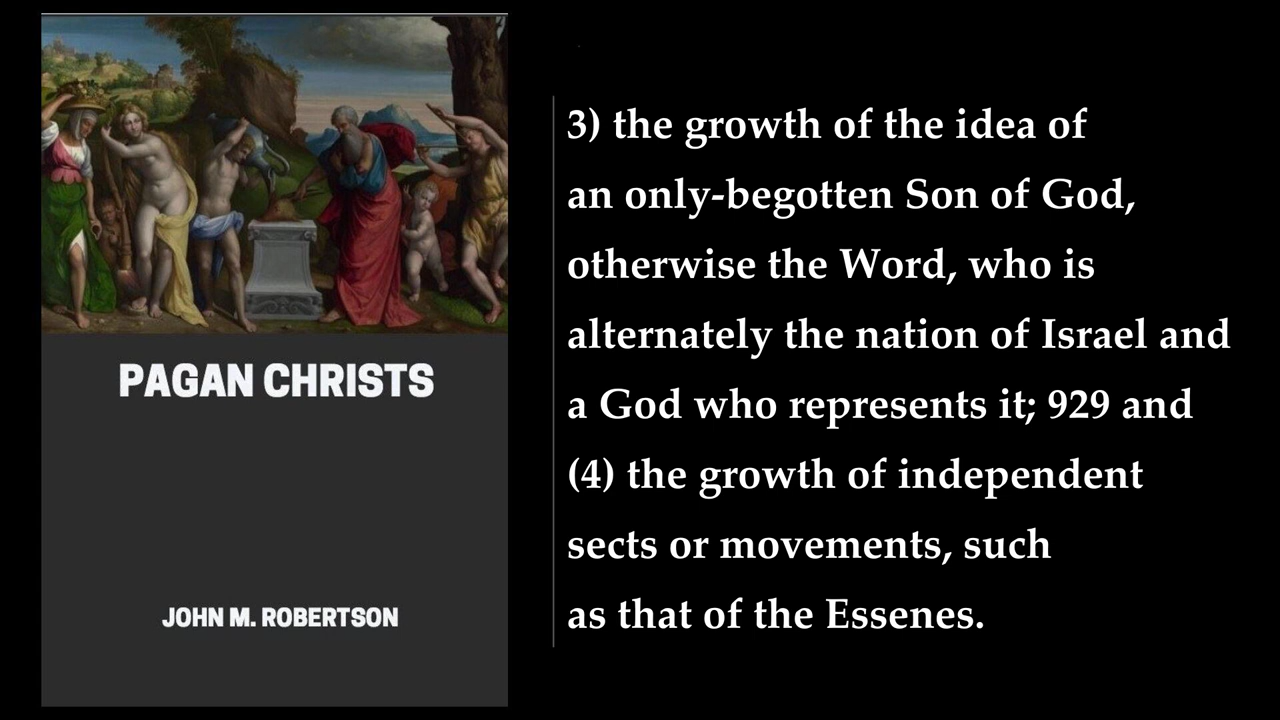 PAGAN CHRISTS
JOHN M. ROBERTSON
3) the growth of the idea of
an only-begotten Son of God,
otherwise the Word, who is
alternately the nation of Israel and
a God who represents it; 929 and
(4) the growth of independent
sects or movements, such
as that of the Essenes.